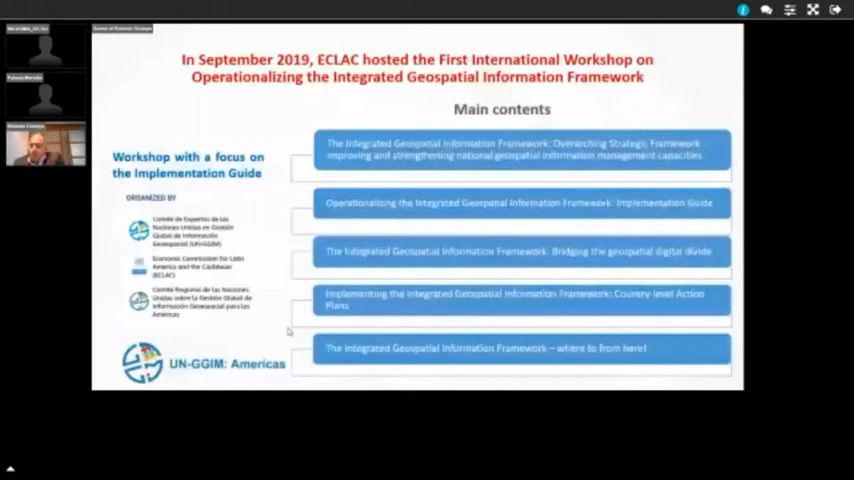 In September 2019, ECLAC hosted the First International Workshop on
Operationalizing the Integrated Geospatial Information Framework
Main contents
Workshop with a focus on
the Implementation Guide
ORGANIZED BY
Comité de Expertos de las
Naciones Unidas en Gestión
Global de Información
Geoespacial (UN-GGIM)
Economic Commission for Latin
America and the Caribbean
(ECLAC)
Comité Regional de las Naciones
Unidas sobre la Gestión Global de
Información Geoespacial para las
Américas
UN-GGIM: Americas
The Integrated Geospatial Information Framework: Overarching Strategic Framework -
improving and strengthening national geospatial information management capacities
Operationalising the Integrated Geospatial Information Framework: Implementation Guide
The Integrated Geospatial Information Framework: Bridging the geospatial digital divide
Implementing the Integrated Geospatial Information Framework: Country-level Action
Plans
The Integrated Geospatial Information Framework – where to from here!